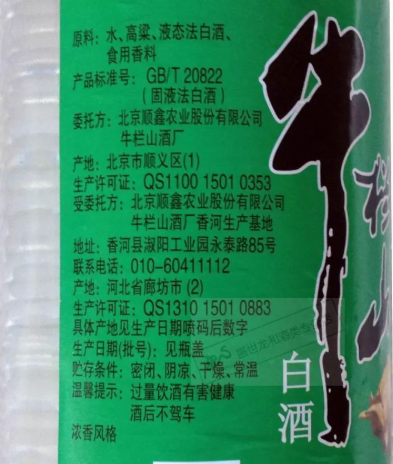 原料：水、高粱、液态法白酒、
食用香料
产品标准号：GB/T 20822
（固液法白酒）
委托方：北京顺鑫农业股份有限公司
牛栏山酒厂
产地：北京市顺义区(1)
生产许可证：QS1100 1501 0353
受委托方：北京顺鑫农业股份有限公司
牛栏山酒厂香河生产基地
地址：香河县淑阳工业园永泰路85号
联系电话：010-60411112
产地：河北省廊坊市 (2)
生产许可证：QS1310 1501 0883
具体产地见生产日期喷码后数字
生产日期(批号)：见瓶盖
贮存条件：密闭、阴凉、干燥、常温
温馨提示：过量饮酒有害健康
酒后不驾车
浓香风格
牛
栏山
白酒